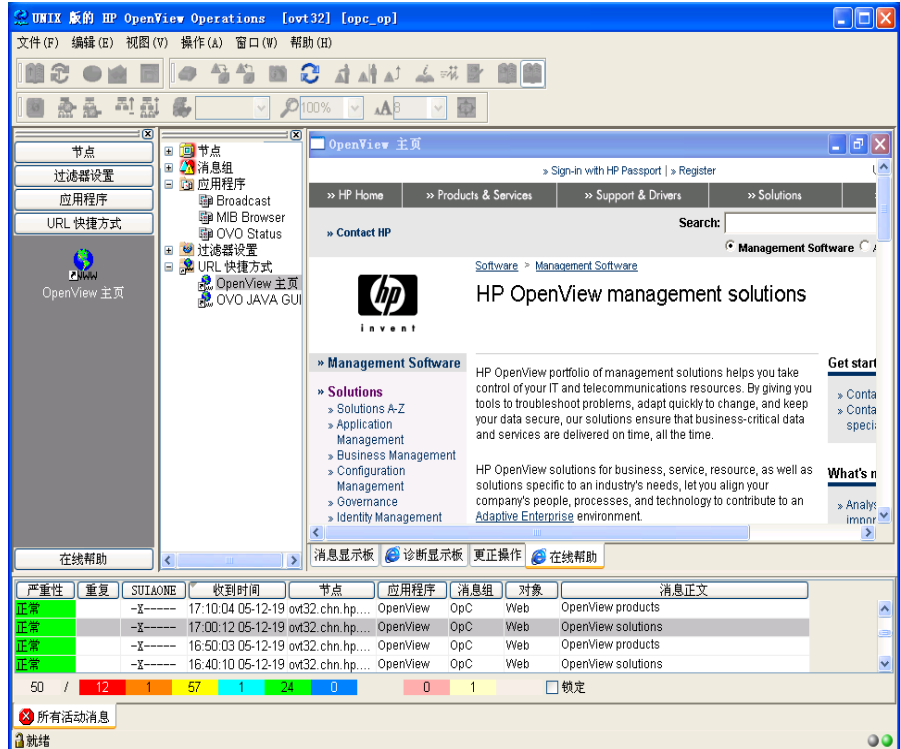 UNIX 版的 HP OpenView Operations [ovt32] [opc_op]
文件(F) 编辑(E) 视图(V) 操作(A) 窗口(W) 帮助(H)
100% 8
节点
过滤器设置
应用程序
URL 快捷方式
OpenView 主页
在线帮助
节点
消息组
应用程序
Broadcast
MIB Browser
OVO Status
过滤器设置
URL 快捷方式
OpenView 主页
OVO JAVA GUI
OpenView 主页
» Sign-in with HP Passport | » Register
» HP Home » Products & Services » Support & Drivers » Solutions
» Contact HP
Search:
Management Software
Software > Management Software
hp
invent
HP OpenView management solutions
» Management Software
» Solutions
» Solutions A-Z
» Application
Management
» Business Management
» Configuration
Management
» Governance
» Identity Management
HP OpenView portfolio of management solutions helps you take
control of your IT and telecommunications resources. By giving you
tools to troubleshoot problems, adapt quickly to change, and keep
your data secure, our solutions ensure that business-critical data
and services are delivered on time, all the time.
HP OpenView solutions for business, service, resource, as well as
solutions specific to an industry's needs, let you align your
company's people, processes, and technology to contribute to an
Adaptive Enterprise environment.
Get start
» Conta
» Conta
specia
What's n
» Analys
impor
消息显示板 诊断显示板 更正操作 在线帮助
严重性 重复 SUIAONE 收到时间 节点 应用程序 消息组 对象 消息正文
正常 -X----- 17:10:04 05-12-19 ovt32.chn.hp.... OpenView OpC Web OpenView products
正常 -X----- 17:00:12 05-12-19 ovt32.chn.hp.... OpenView OpC Web OpenView solutions
正常 -X----- 16:50:03 05-12-19 ovt32.chn.hp.... OpenView OpC Web OpenView products
正常 -X----- 16:40:10 05-12-19 ovt32.chn.hp.... OpenView OpC Web OpenView solutions
50 / 12 1 57 1 24 0 0 1 锁定
所有活动消息
就绪